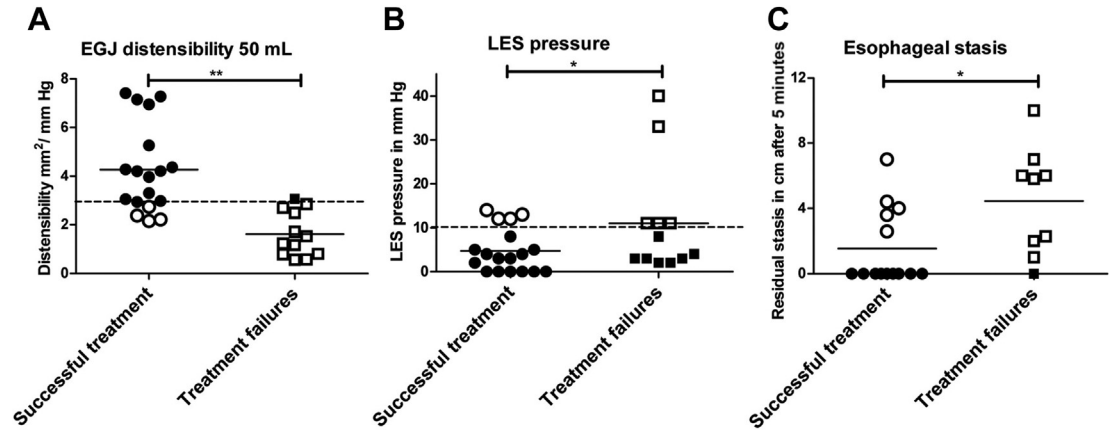 A
EGJ distensibility 50 mL
**
Distensibility mm²/ mm Hg
8
6
4
2
0
Successful treatment
Treatment failures
B
LES pressure
*
LES pressure in mm Hg
40
30
20
10
0
Successful treatment
Treatment failures
C
Esophageal stasis
*
Residual stasis in cm after 5 minutes
12
8
4
0
Successful treatment
Treatment failures